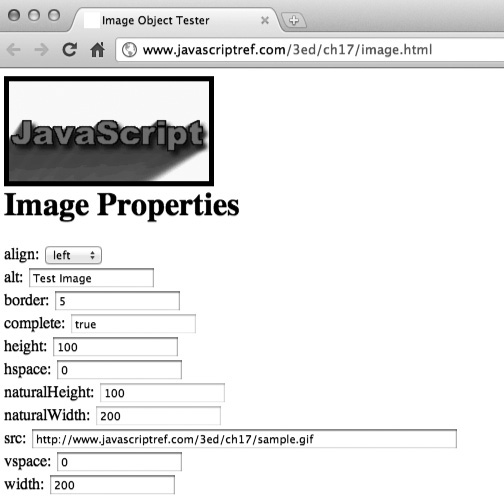 Image Object Tester
www.javascriptref.com/3ed/ch17/image.html
JavaScript
Image Properties
align: left
alt: Test Image
border: 5
complete: true
height: 100
hspace: 0
naturalHeight: 100
naturalWidth: 200
src: http://www.javascriptref.com/3ed/ch17/sample.gif
vspace: 0
width: 200